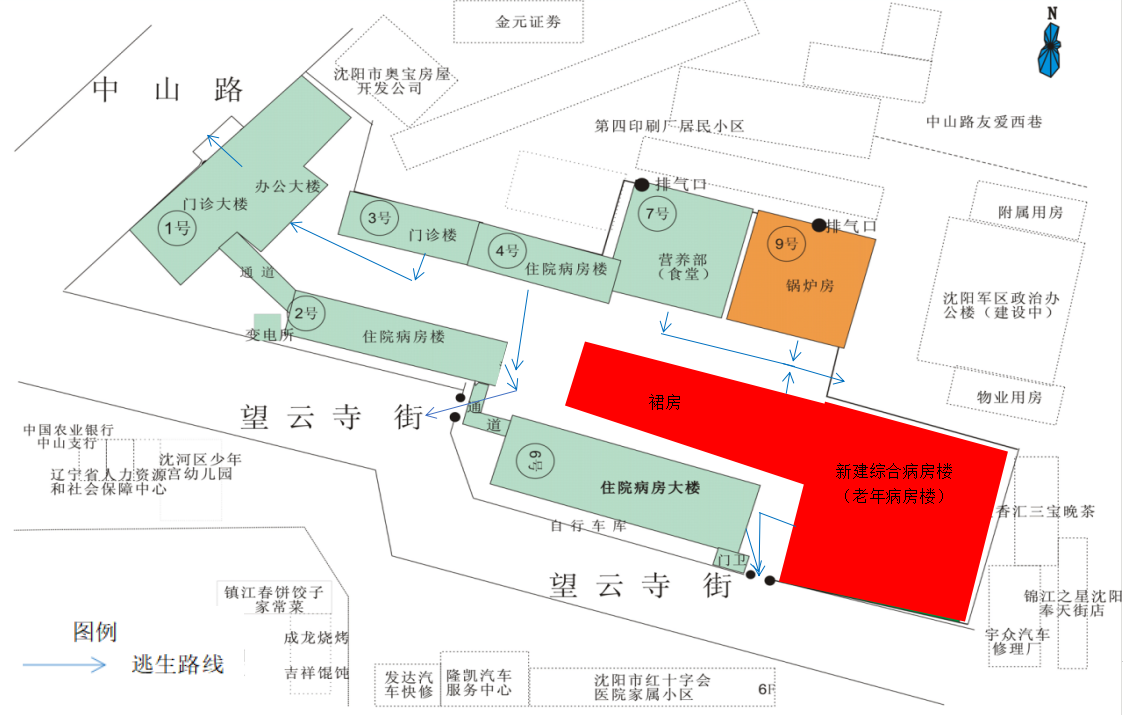 金元证券
N
沈阳市奥宝房屋
开发公司
中山路
第四印刷厂居民小区
中山路友爱西巷
办公大楼
门诊大楼
1号
3号
门诊楼
4号
住院病房楼
排气口
7号
营养部
（食堂）
排气口
9号
锅炉房
附属用房
沈阳军区政治办
公楼（建设中）
物业用房
通道
2号
变电所
住院病房楼
望云寺街
通
道
裙房
新建综合病房楼
（老年病房楼）
6号
住院病房大楼
自行车库
门卫
望云寺街
中国农业银行
中山支行
辽宁省人力资源
和社会保障中心
沈河区少年
宫幼儿园
香汇三宝晚茶
锦江之星沈阳
奉天街店
宇众汽车
修理厂
镇江春饼饺子
家常菜
成龙烧烤
吉祥馄饨
图例
逃生路线
发达汽
车快修
隆凯汽车
服务中心
沈阳市红十字会
医院家属小区
6F